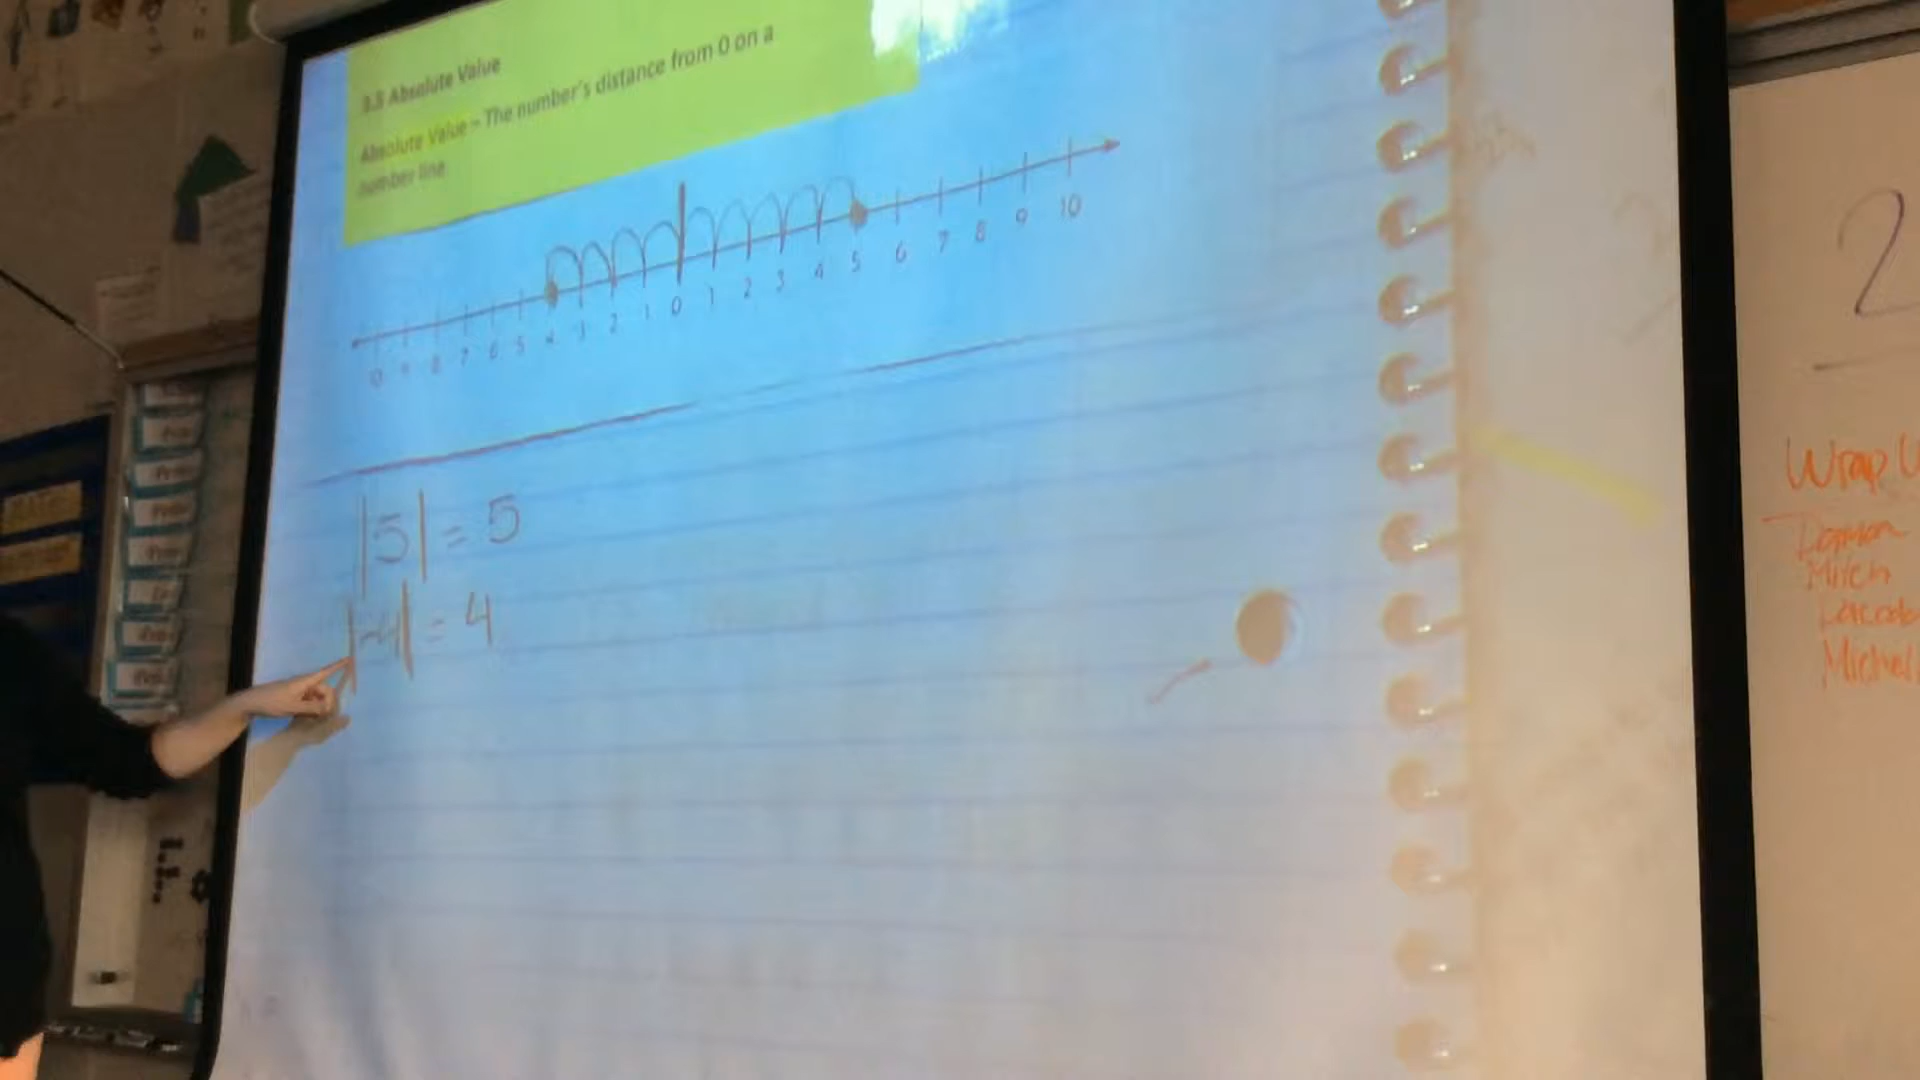 3.3 Absolute Value
Absolute Value – The number's distance from 0 on a
number line
10 9 8 7 6 5 4 3 2 1 0 1 2 3 4 5 6 7 8 9 10
|5| = 5
|-4| = 4
2
Wrap U
Damon
Mitch
Michell